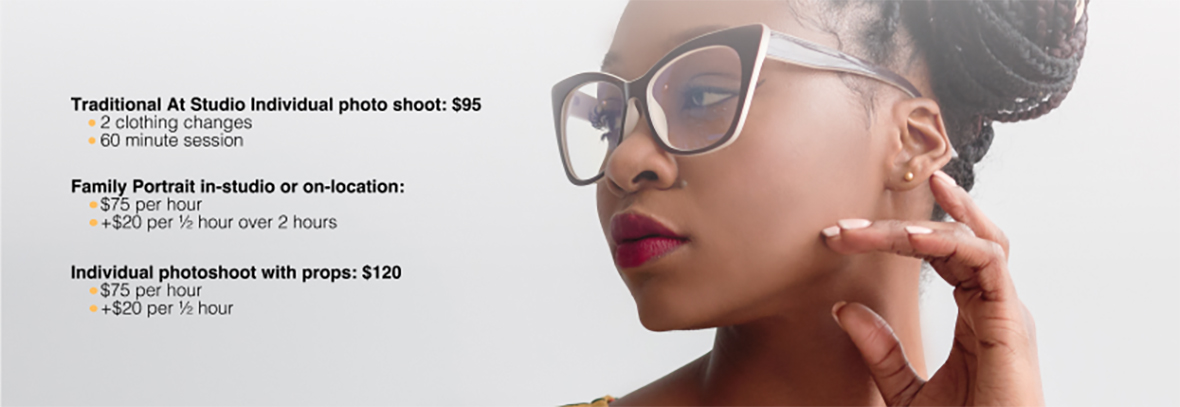 Traditional At Studio Individual photo shoot: $95
• 2 clothing changes
• 60 minute session
Family Portrait in-studio or on-location:
• $75 per hour
• +$20 per ½ hour over 2 hours
Individual photoshoot with props: $120
• $75 per hour
• +$20 per ½ hour